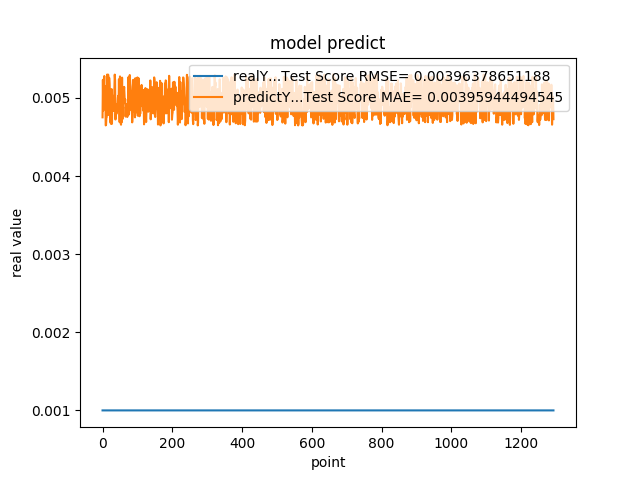 model predict
realY...Test Score RMSE= 0.00396378651188
predictY...Test Score MAE= 0.00395944494545
0.005
0.004
0.003
0.002
0.001
real value
0 200 400 600 800 1000 1200
point